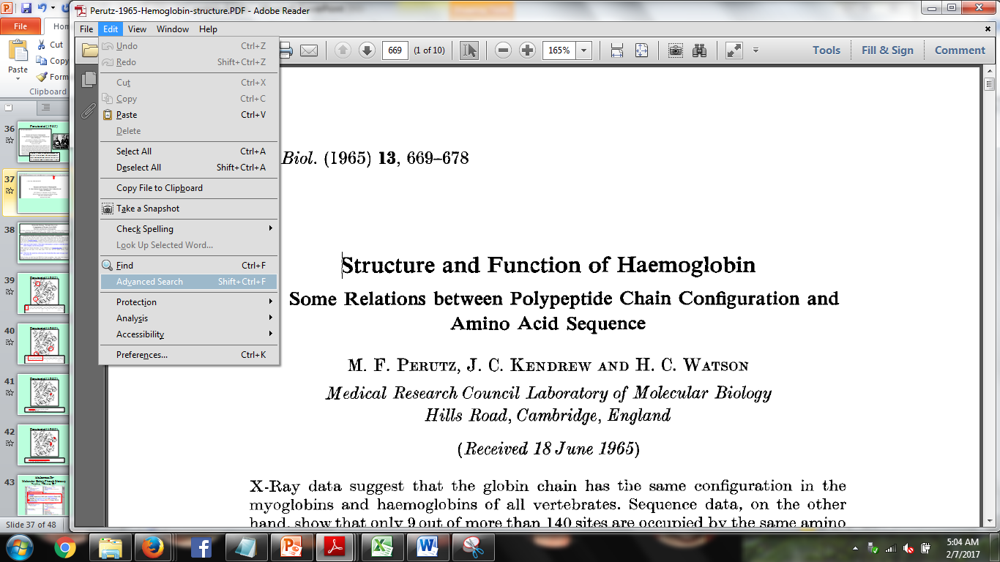 Perutz-1965-Hemoglobin-structure.PDF - Adobe Reader
File Edit View Window Help
File
Cut
Copy
Paste
Clipboard
Undo Ctrl+Z
Redo Shift+Ctrl+Z
Cut Ctrl+X
Copy Ctrl+C
Paste Ctrl+V
Delete
Select All Ctrl+A
Deselect All Shift+Ctrl+A
Copy File to Clipboard
Take a Snapshot
Check Spelling
Look Up Selected Word...
Find Ctrl+F
Advanced Search Shift+Ctrl+F
Protection
Analysis
Accessibility
Preferences... Ctrl+K
669 (1 of 10) 165% Tools Fill & Sign Comment
36
37
38
39
40
41
42
43
Slide 37 of 48
Biol. (1965) 13, 669–678
Structure and Function of Haemoglobin
Some Relations between Polypeptide Chain Configuration and
Amino Acid Sequence
M. F. Perutz, J. C. Kendrew and H. C. Watson
Medical Research Council Laboratory of Molecular Biology
Hills Road, Cambridge, England
(Received 18 June 1965)
X-Ray data suggest that the globin chain has the same configuration in the
myoglobins and haemoglobins of all vertebrates. Sequence data, on the other
hand, show that only 9 out of more than 140 sites are occupied by the same amino
5:04 AM
2/7/2017